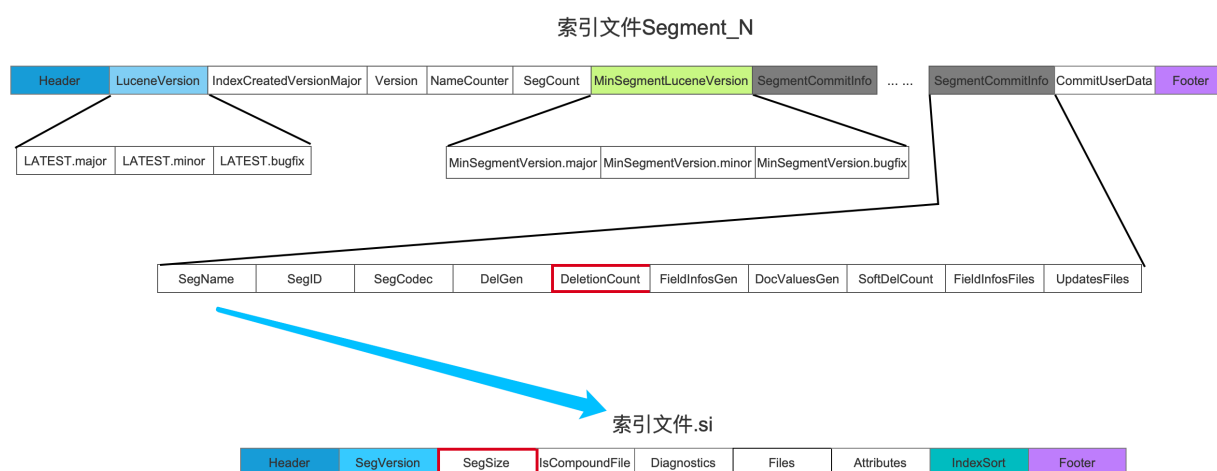 索引文件Segment_N
Header LuceneVersion IndexCreatedVersionMajor Version NameCounter SegCount MinSegmentLuceneVersion SegmentCommitInfo ... ... SegmentCommitInfo CommitUserData Footer
LATEST.major LATEST.minor LATEST.bugfix MinSegmentVersion.major MinSegmentVersion.minor MinSegmentVersion.bugfix
SegName SegID SegCodec DelGen DeletionCount FieldInfosGen DocValuesGen SoftDelCount FieldInfosFiles UpdatesFiles
索引文件.si
Header SegVersion SegSize IsCompoundFile Diagnostics Files Attributes IndexSort Footer